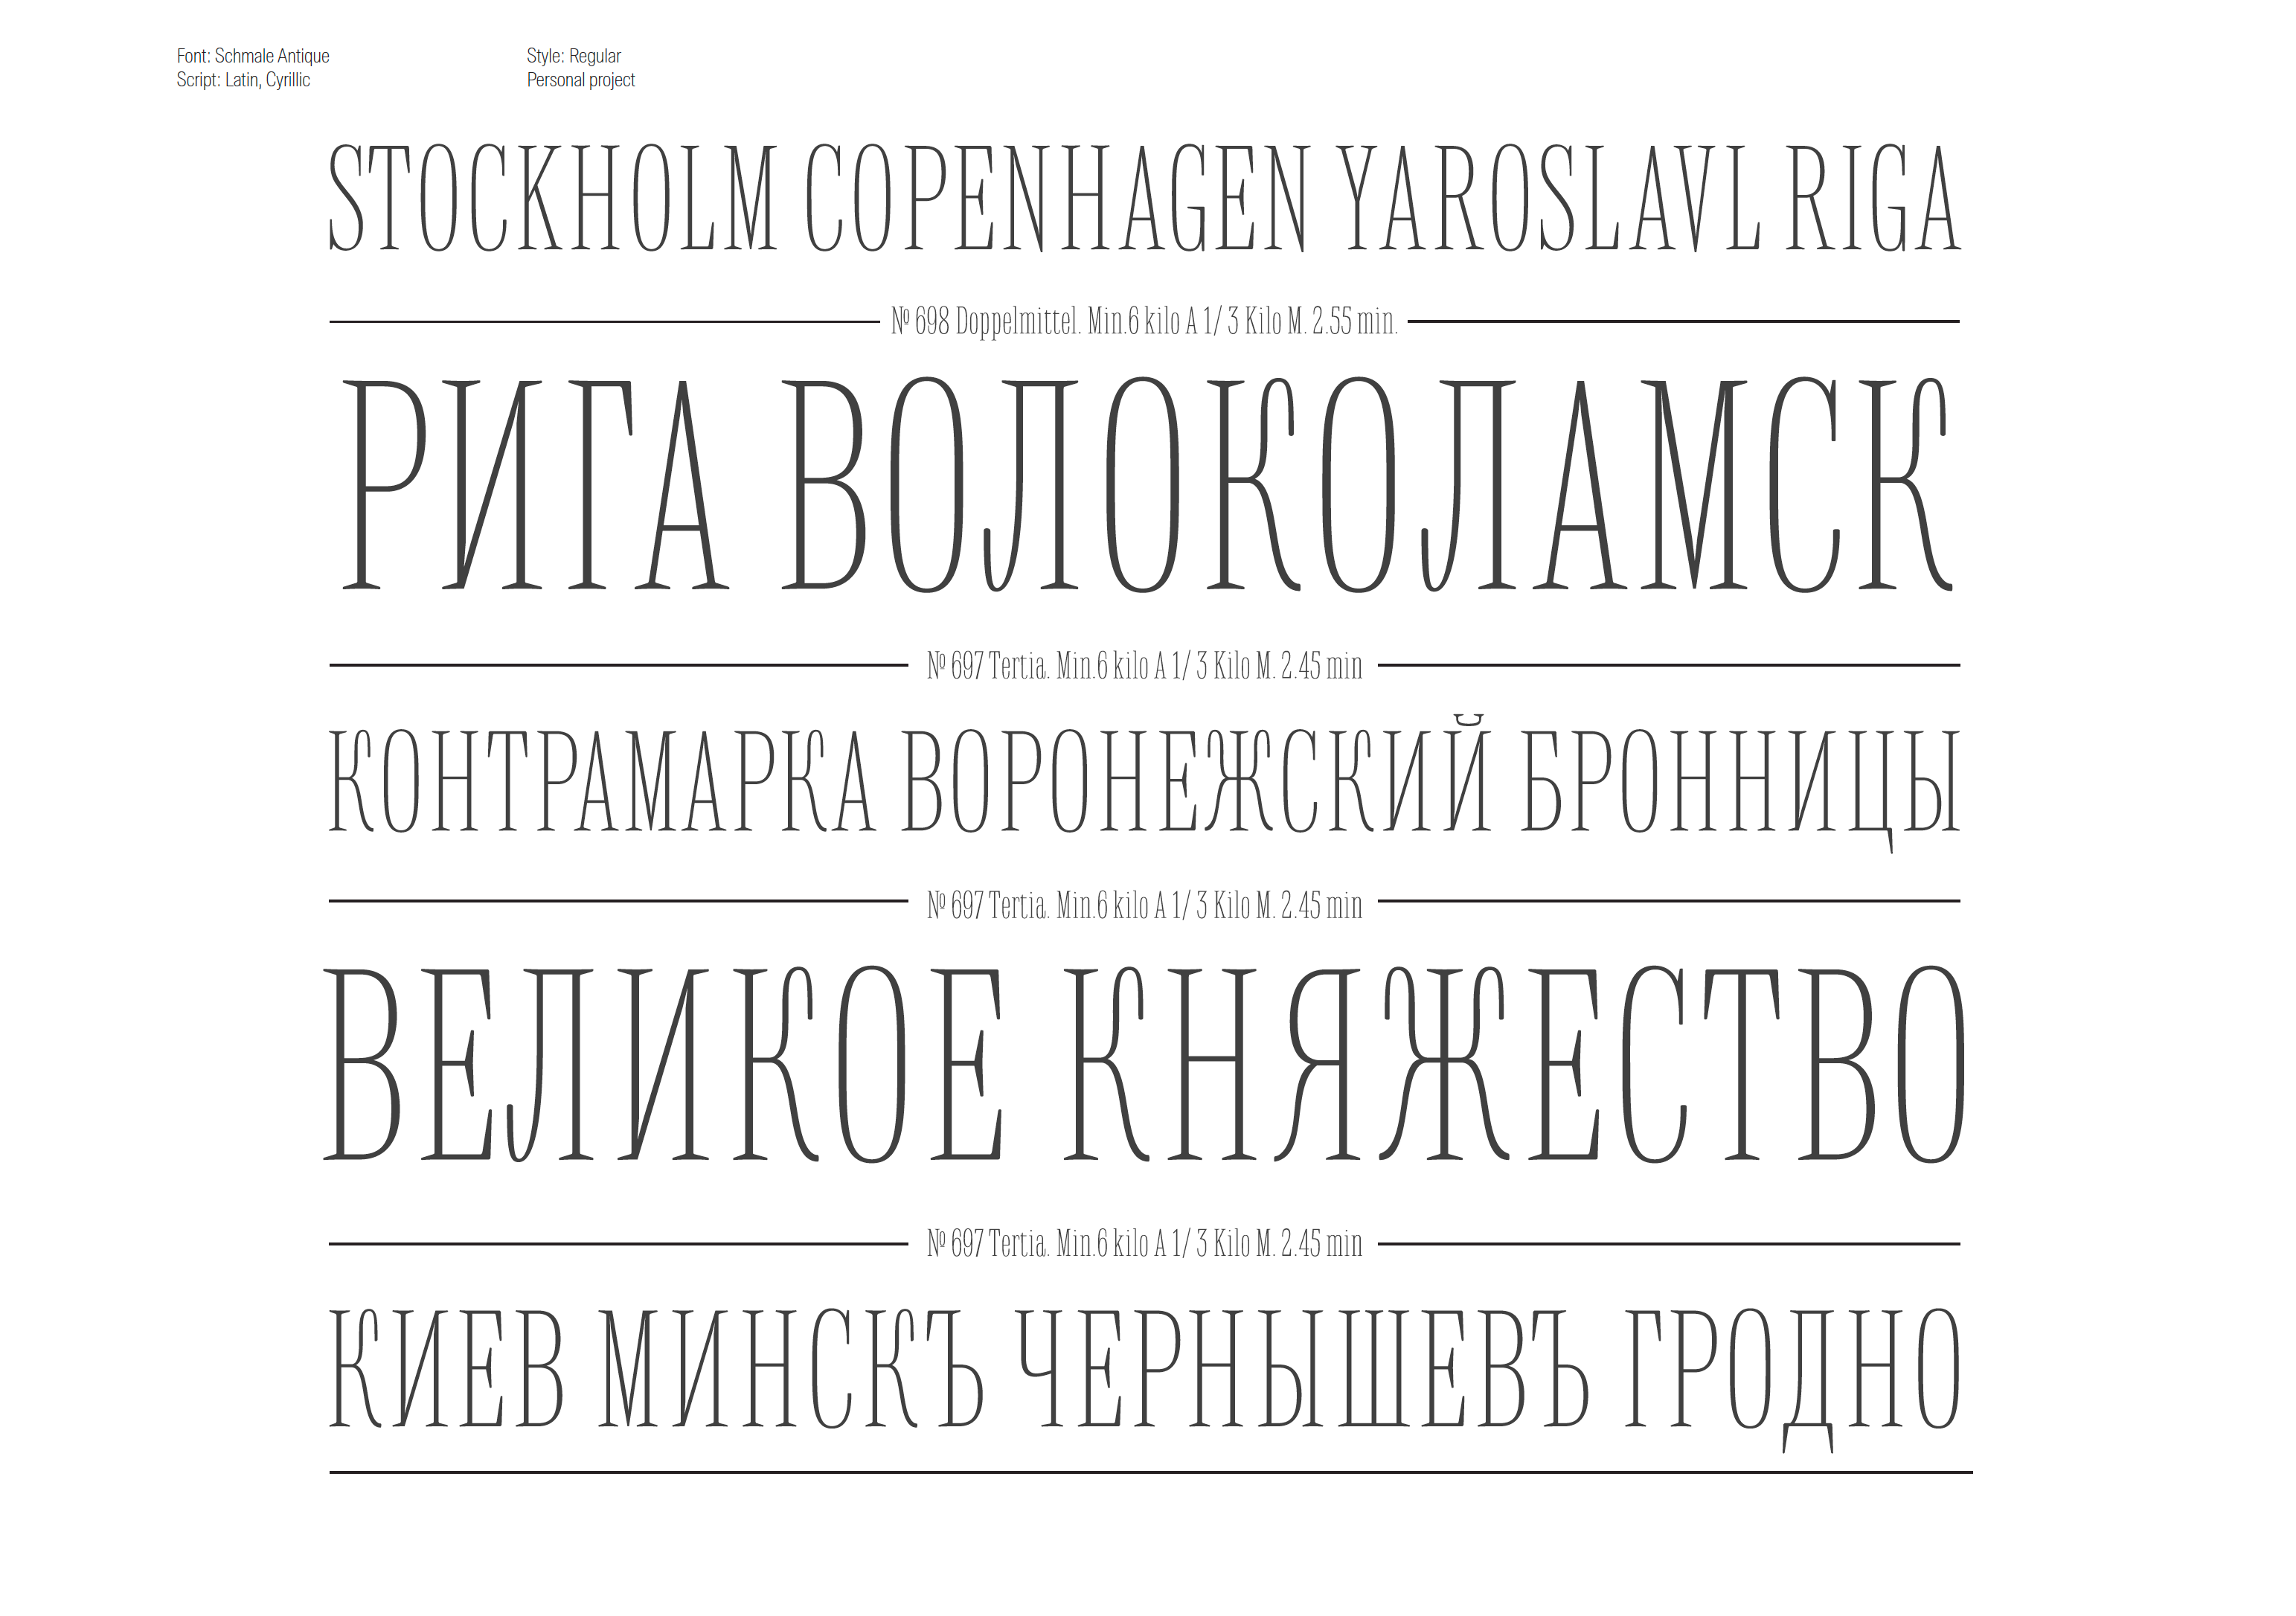 Font: Schmale Antique
Script: Latin, Cyrillic
Style: Regular
Personal project
STOCKHOLM COPENHAGEN YAROSLAVL RIGA
№ 698 Doppelmittel. Min.6 kilo A 1/ 3 Kilo M. 2.55 min.
РИГА ВОЛОКОЛАМСК
№ 697 Tertia. Min.6 kilo A 1/ 3 Kilo M. 2.45 min
КОНТРАМАРКА ВОРОНЕЖСКИЙ БРОННИЦЫ
№ 697 Tertia. Min.6 kilo A 1/ 3 Kilo M. 2.45 min
ВЕЛИКОЕ КНЯЖЕСТВО
№ 697 Tertia. Min.6 kilo A 1/ 3 Kilo M. 2.45 min
КИЕВ МИНСКЪ ЧЕРНЫШЕВЪ ГРОДНО